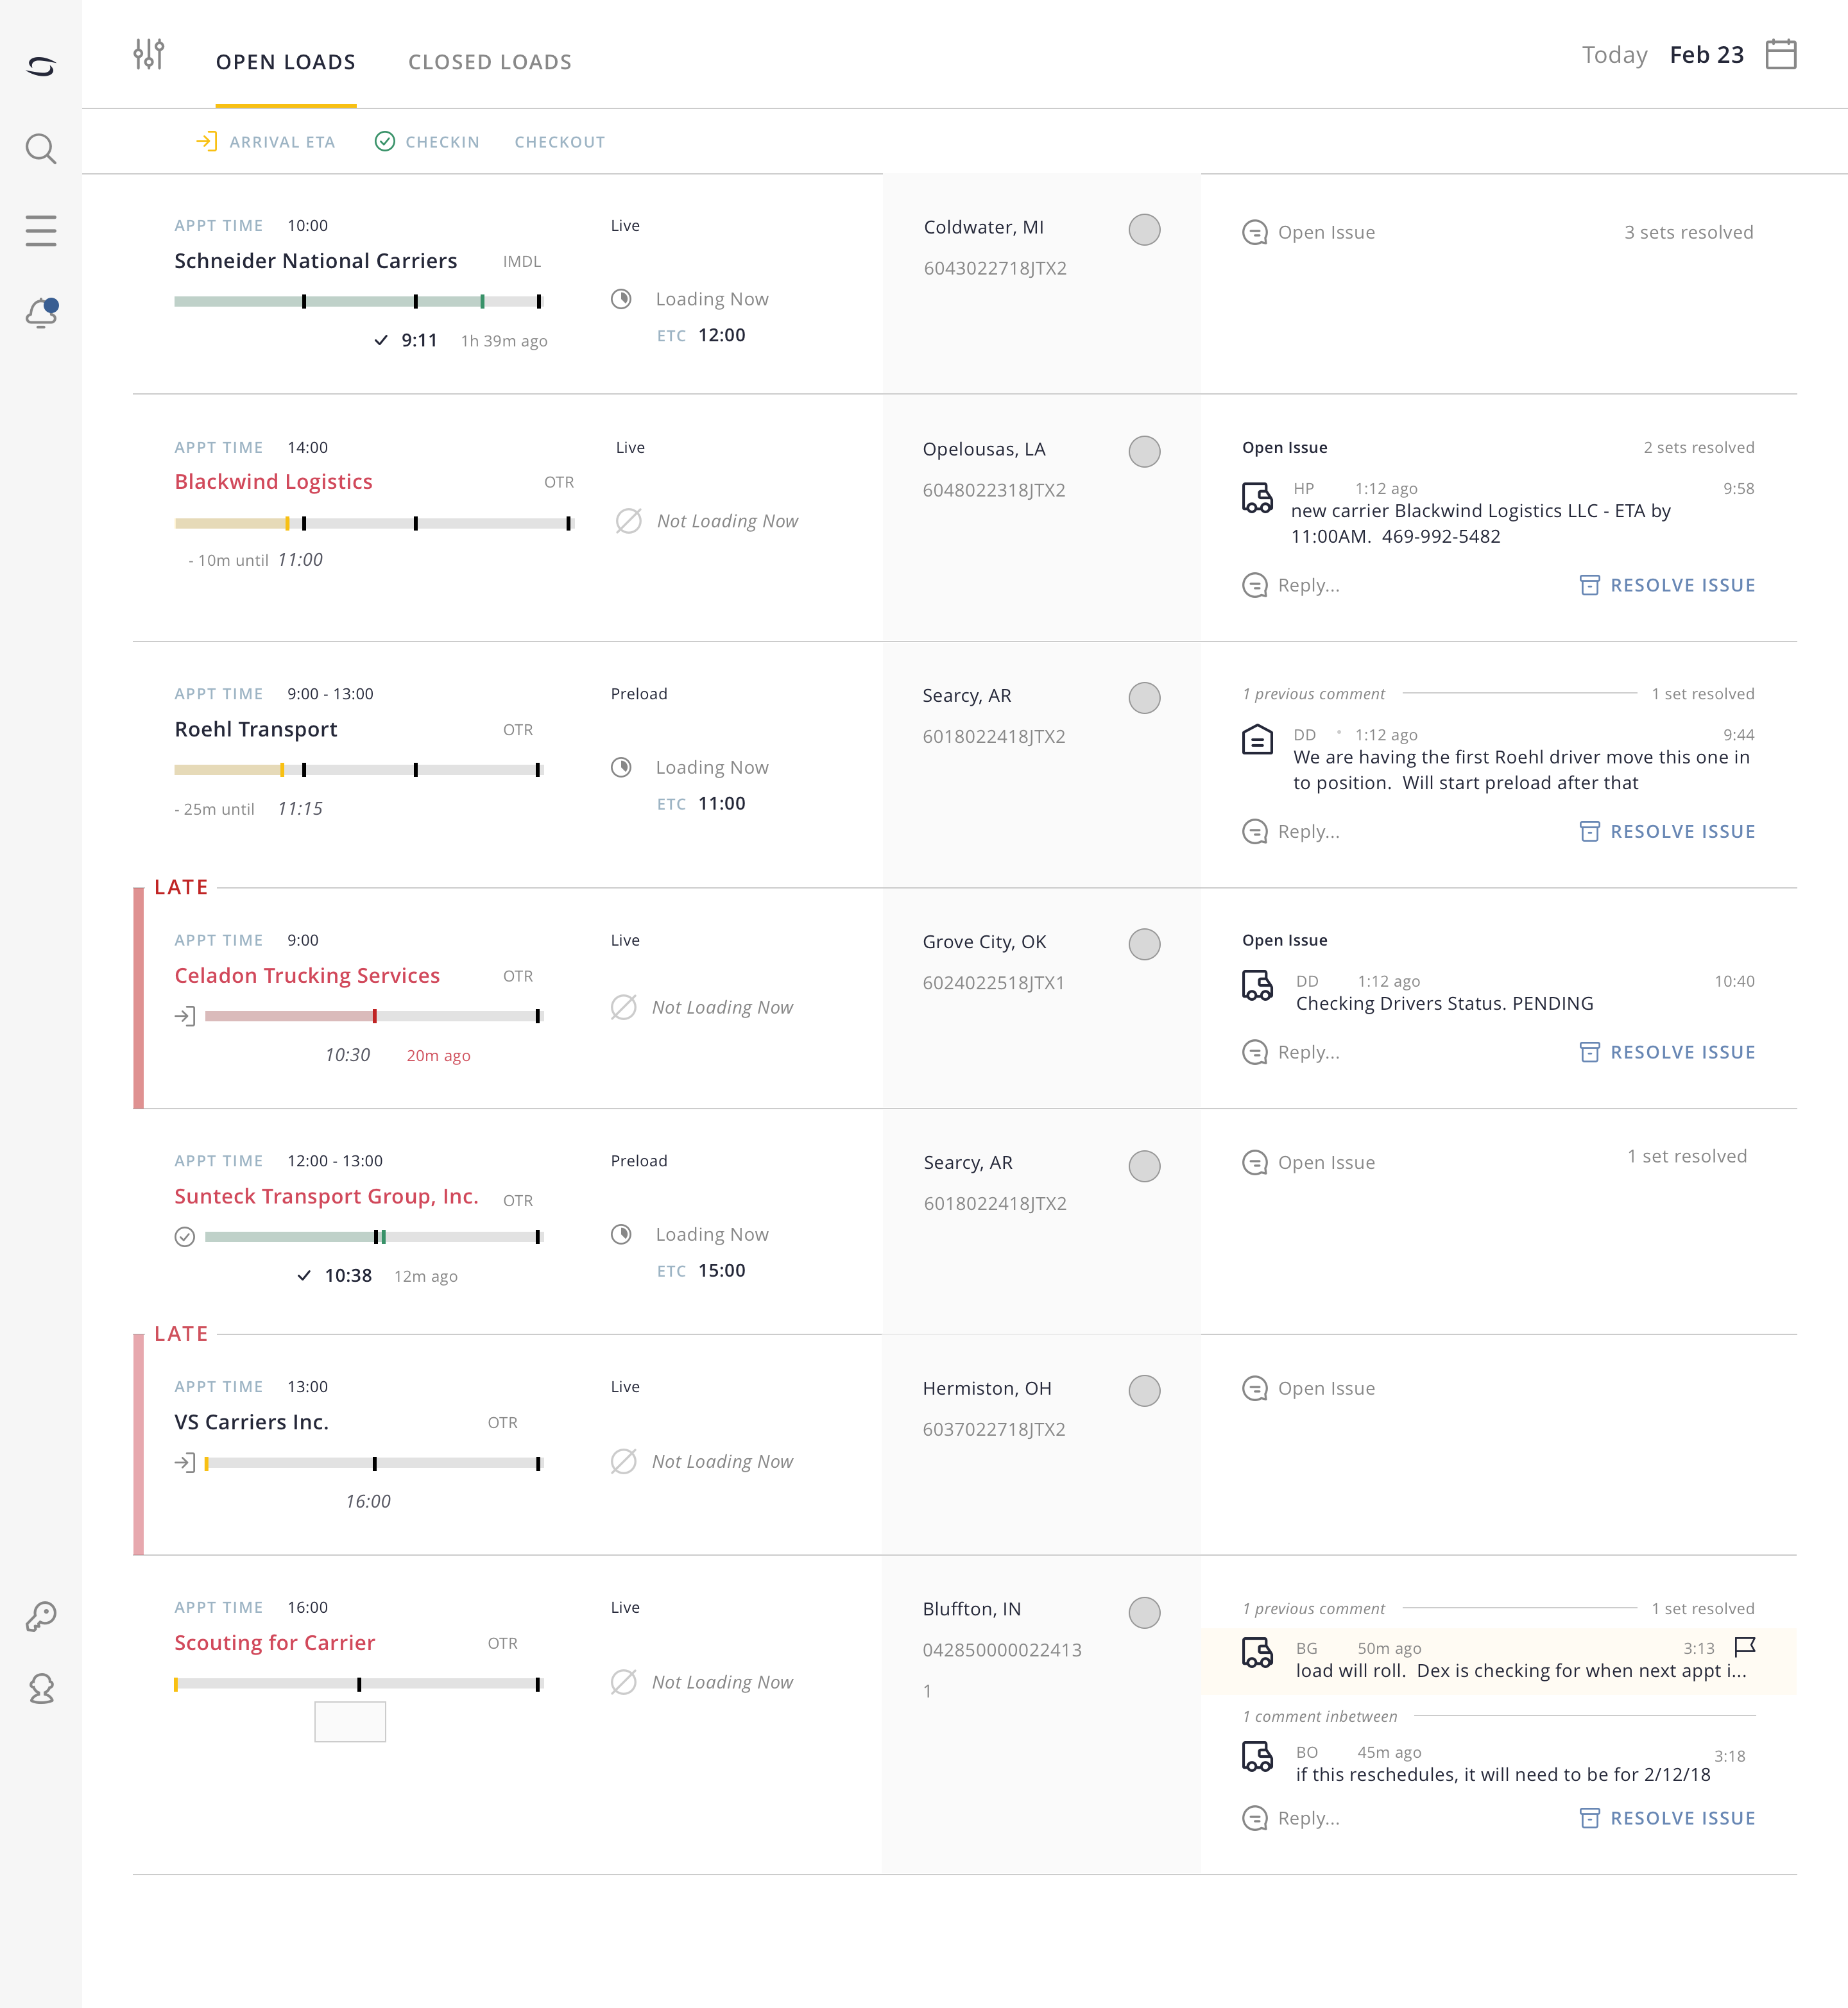 OPEN LOADS
CLOSED LOADS
Today Feb 23
ARRIVAL ETA
CHECKIN
CHECKOUT
APPT TIME 10:00
Live
Schneider National Carriers
IMDL
Loading Now
9:11 1h 39m ago
ETC 12:00
Coldwater, MI
6043022718JTX2
Open Issue
3 sets resolved
APPT TIME 14:00
Live
Blackwind Logistics
OTR
Not Loading Now
- 10m until 11:00
Opelousas, LA
6048022318JTX2
Open Issue
2 sets resolved
HP 1:12 ago 9:58
new carrier Blackwind Logistics LLC - ETA by
11:00AM. 469-992-5482
Reply...
RESOLVE ISSUE
APPT TIME 9:00 - 13:00
Preload
Roehl Transport
OTR
Loading Now
- 25m until 11:15
ETC 11:00
Searcy, AR
6018022418JTX2
1 previous comment
1 set resolved
DD 1:12 ago 9:44
We are having the first Roehl driver move this one in
to position. Will start preload after that
Reply...
RESOLVE ISSUE
LATE
APPT TIME 9:00
Live
Celadon Trucking Services
OTR
Not Loading Now
10:30 20m ago
Grove City, OK
6024022518JTX1
Open Issue
DD 1:12 ago 10:40
Checking Drivers Status. PENDING
Reply...
RESOLVE ISSUE
APPT TIME 12:00 - 13:00
Preload
Sunteck Transport Group, Inc.
OTR
Loading Now
10:38 12m ago
ETC 15:00
Searcy, AR
6018022418JTX2
Open Issue
1 set resolved
LATE
APPT TIME 13:00
Live
VS Carriers Inc.
OTR
Not Loading Now
16:00
Hermiston, OH
6037022718JTX2
Open Issue
APPT TIME 16:00
Live
Scouting for Carrier
OTR
Not Loading Now
Bluffton, IN
042850000022413
1
1 previous comment
1 set resolved
BG 50m ago 3:13
load will roll. Dex is checking for when next appt i...
1 comment inbetween
BO 45m ago 3:18
if this reschedules, it will need to be for 2/12/18
Reply...
RESOLVE ISSUE